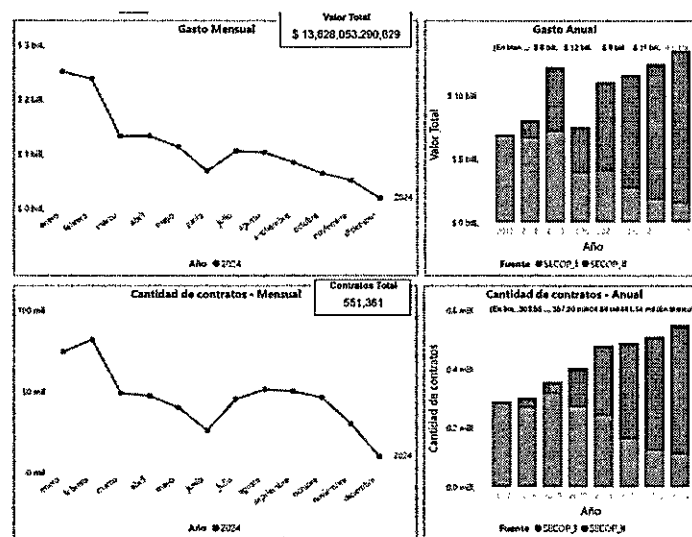 Gasto Mensual
Valor Total
$ 13,628,053,290,629
$ 3 bill.
$ 2 bill.
$ 1 bill.
$ 0 bill.
enero
febrero
marzo
abril
mayo
junio
julio
agosto
septiembre
octubre
noviembre
diciembre
2024
Año 2024
Gasto Anual
Valor Total
$ 10 bill.
$ 5 bill.
$ 0 bill.
Año
Fuente SECOP_I SECOP_II
Cantidad de contratos - Mensual
Contratos Total
551,361
100 mil
50 mil
0 mil
enero
febrero
marzo
abril
mayo
junio
julio
agosto
septiembre
octubre
noviembre
diciembre
2024
Año 2024
Cantidad de contratos - Anual
Cantidad de contratos
0.6 mill.
0.4 mill.
0.2 mill.
0.0 mill.
Año
Fuente SECOP_I SECOP_II